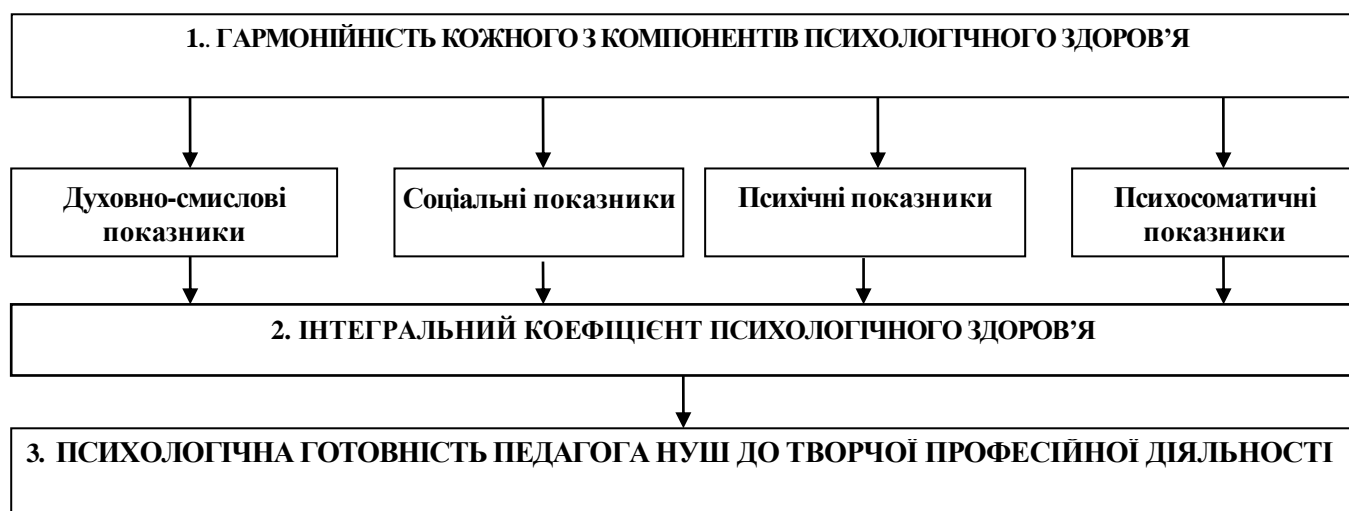 1.. ГАРМОНІЙНІСТЬ КОЖНОГО З КОМПОНЕНТІВ ПСИХОЛОГІЧНОГО ЗДОРОВ’Я
Духовно-смислові
показники
Соціальні показники
Психічні показники
Психосоматичні
показники
2. ІНТЕГРАЛЬНИЙ КОЕФІЦІЄНТ ПСИХОЛОГІЧНОГО ЗДОРОВ’Я
3. ПСИХОЛОГІЧНА ГОТОВНІСТЬ ПЕДАГОГА НУШ ДО ТВОРЧОЇ ПРОФЕСІЙНОЇ ДІЯЛЬНОСТІ